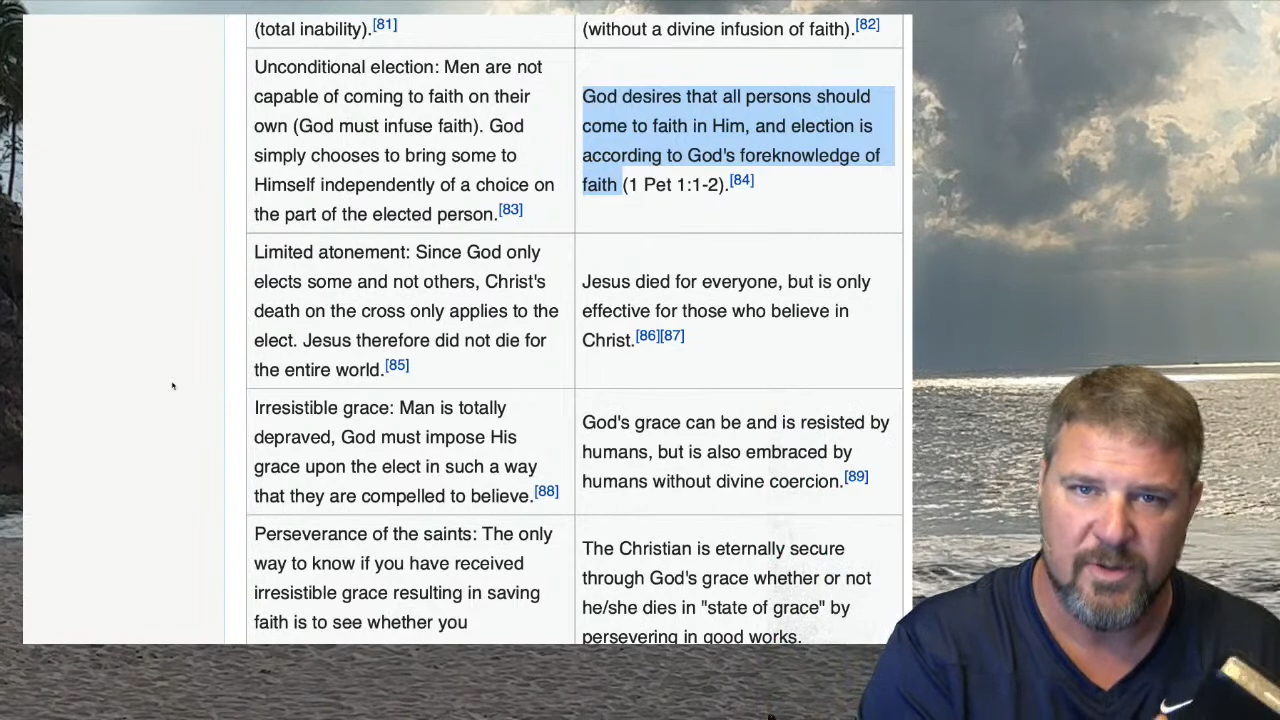 (total inability).[81]
(without a divine infusion of faith).[82]
Unconditional election: Men are not
capable of coming to faith on their
own (God must infuse faith). God
simply chooses to bring some to
Himself independently of a choice on
the part of the elected person.[83]
God desires that all persons should
come to faith in Him, and election is
according to God's foreknowledge of
faith (1 Pet 1:1-2).[84]
Limited atonement: Since God only
elects some and not others, Christ's
death on the cross only applies to the
elect. Jesus therefore did not die for
the entire world.[85]
Jesus died for everyone, but is only
effective for those who believe in
Christ.[86][87]
Irresistible grace: Man is totally
depraved, God must impose His
grace upon the elect in such a way
that they are compelled to believe.[88]
God's grace can be and is resisted by
humans, but is also embraced by
humans without divine coercion.[89]
Perseverance of the saints: The only
way to know if you have received
irresistible grace resulting in saving
faith is to see whether you
The Christian is eternally secure
through God's grace whether or not
he/she dies in "state of grace" by
persevering in good works.